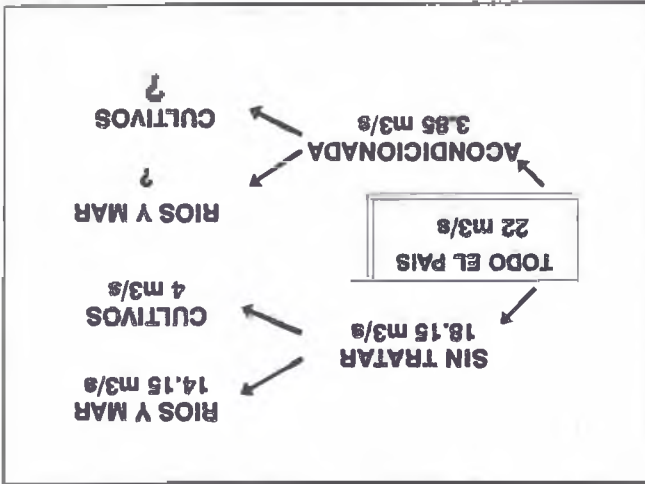 RIOS Y MAR
14.15 m3/s
SIN TRATAR
18.15 m3/s
CULTIVOS
4 m3/s
TODO EL PAIS
22 m3/s
RIOS Y MAR
?
ACONDICIONADA
3.85 m3/s
CULTIVOS
?